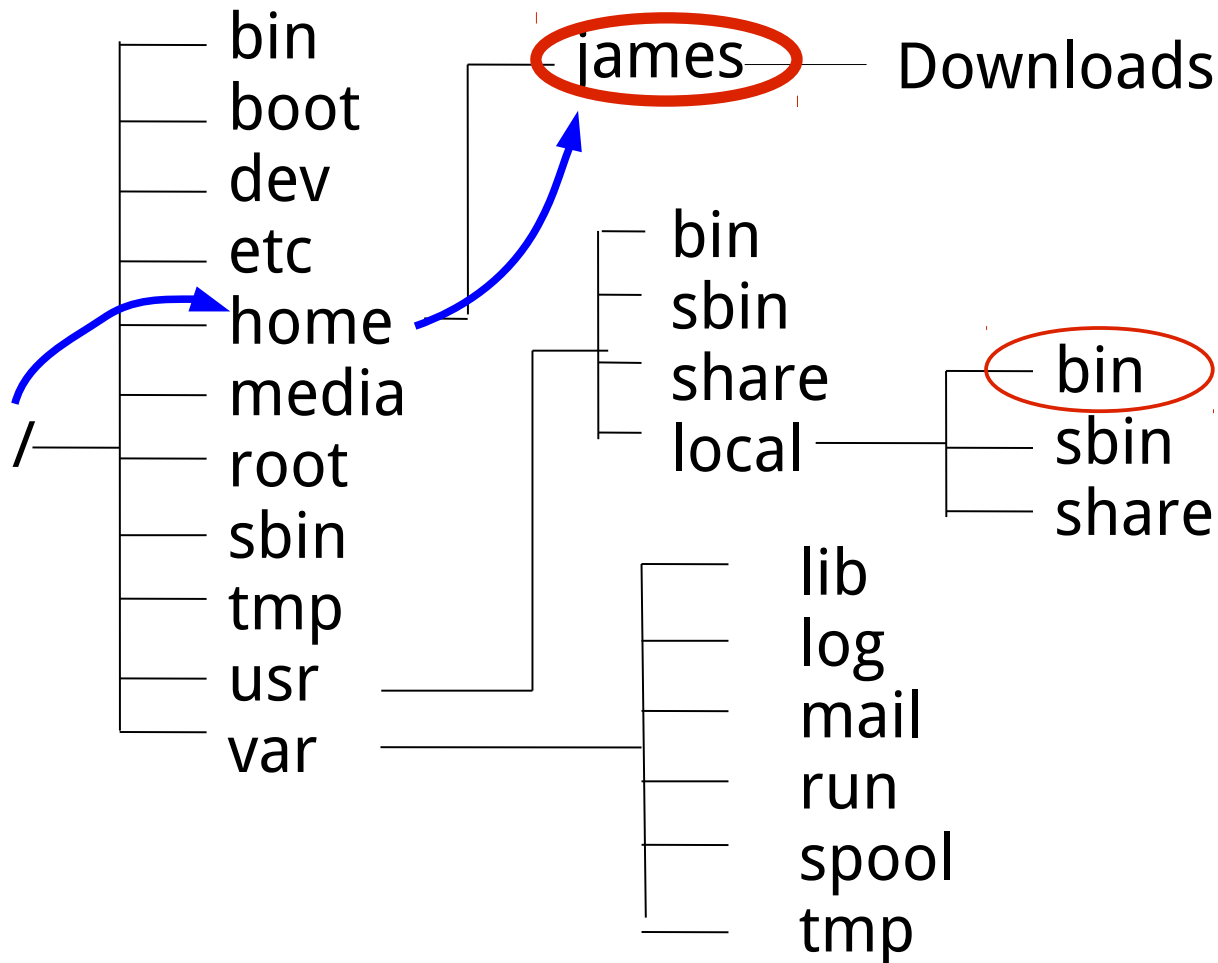 /
bin
boot
dev
etc
home
media
root
sbin
tmp
usr
var
james
Downloads
bin
sbin
share
local
bin
sbin
share
lib
log
mail
run
spool
tmp